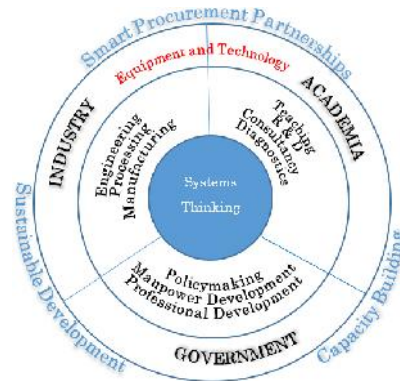 Smart Procurement Partnerships
Equipment and Technology
INDUSTRY
ACADEMIA
Engineering
Processing
Manufacturing
Teaching
R & D
Consultancy
Diagnostics
Systems
Thinking
Policymaking
Manpower Development
Professional Development
GOVERNMENT
Sustainable Development
Capacity Building